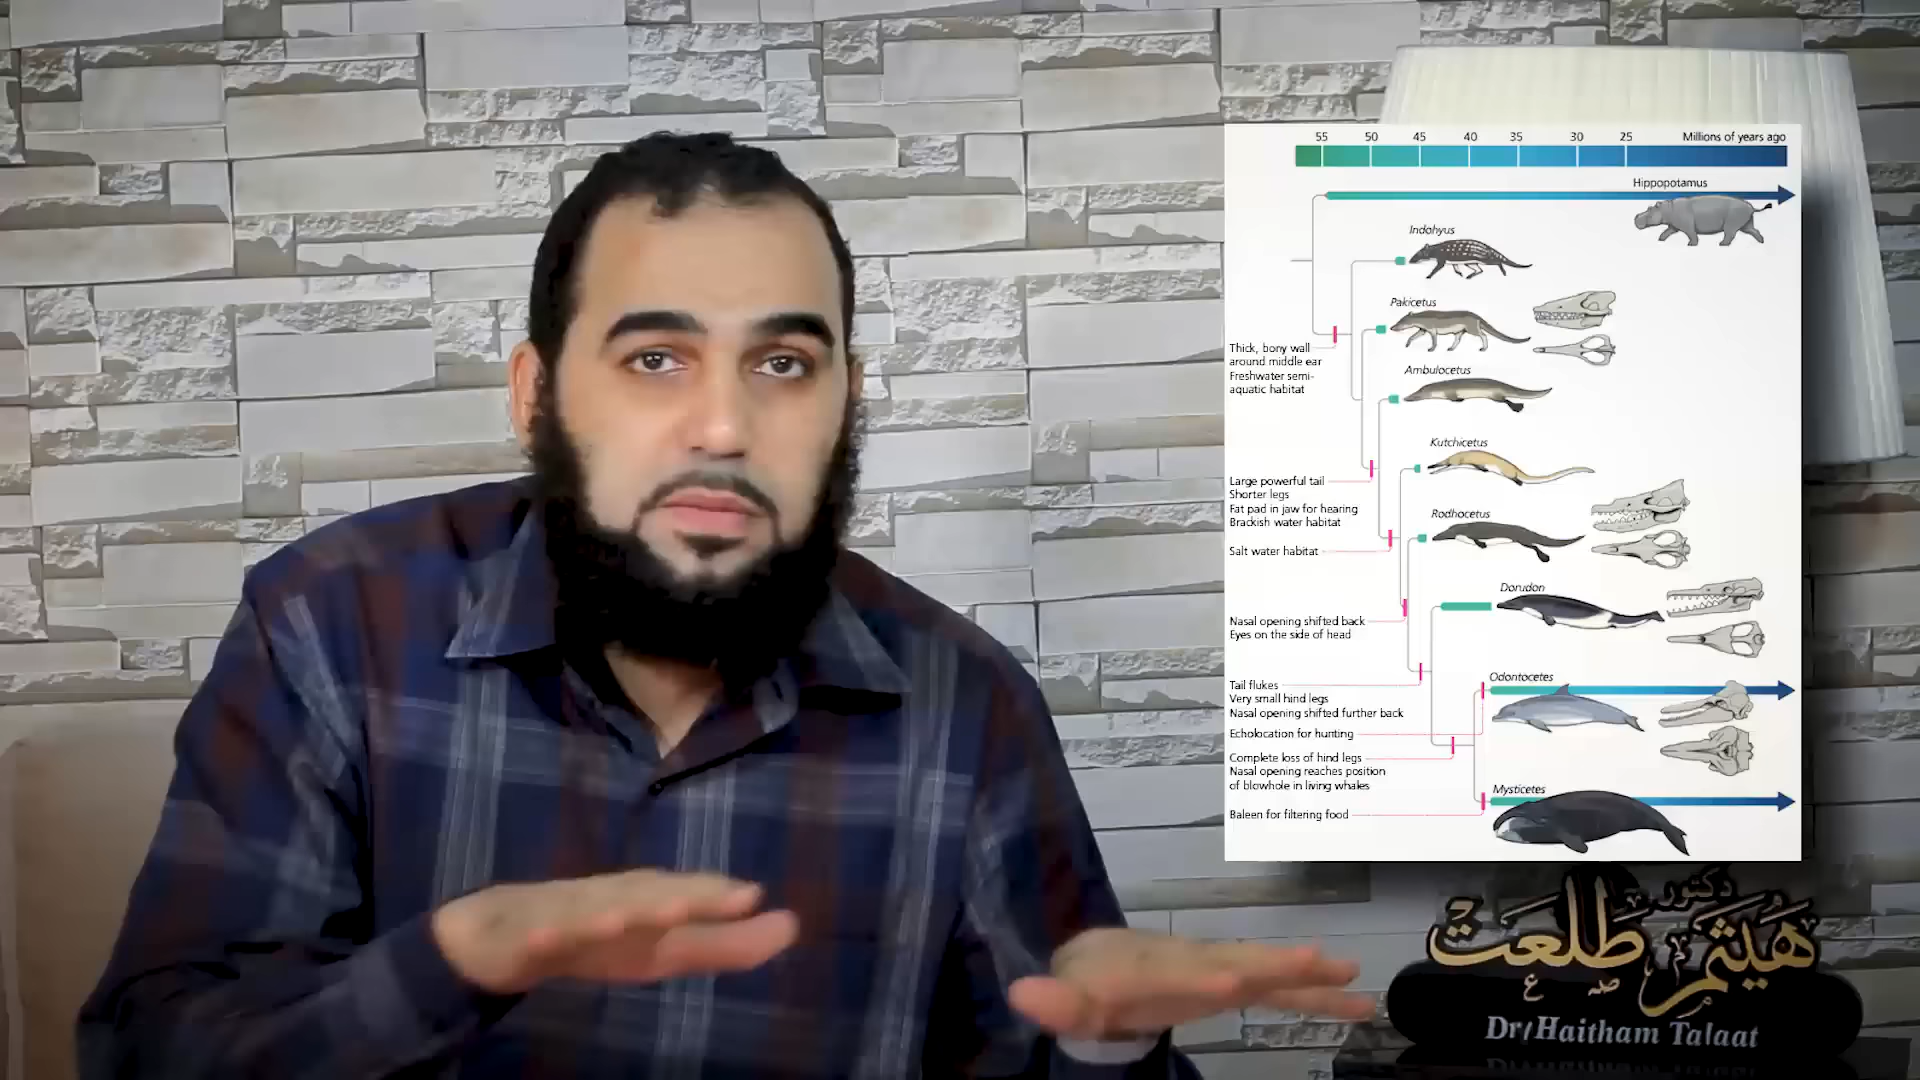 55 50 45 40 35 30 25 Millions of years ago
Hippopotamus
Indohyus
Pakicetus
Thick, bony wall
around middle ear
Freshwater semi-
aquatic habitat
Ambulocetus
Kutchicetus
Large powerful tail
Shorter legs
Fat pad in jaw for hearing
Brackish water habitat
Rodhocetus
Salt water habitat
Dorudon
Nasal opening shifted back
Eyes on the side of head
Odontocetes
Tail flukes
Very small hind legs
Nasal opening shifted further back
Echolocation for hunting
Complete loss of hind legs
Nasal opening reaches position
of blowhole in living whales
Mysticetes
Baleen for filtering food
دكتور
هيثم طلعت
Dr/Haitham Talaat